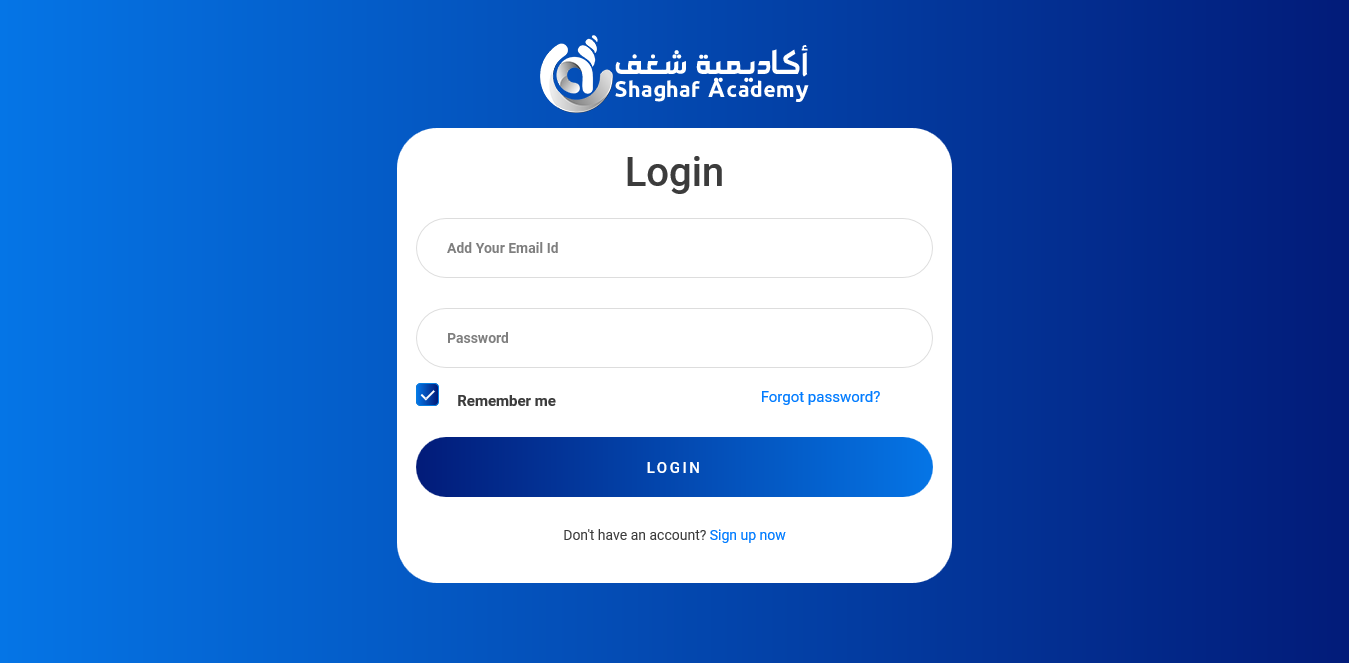 أكاديمية شغف
Shaghaf Academy
Login
Add Your Email Id
Password
Remember me
Forgot password?
LOGIN
Don't have an account? Sign up now